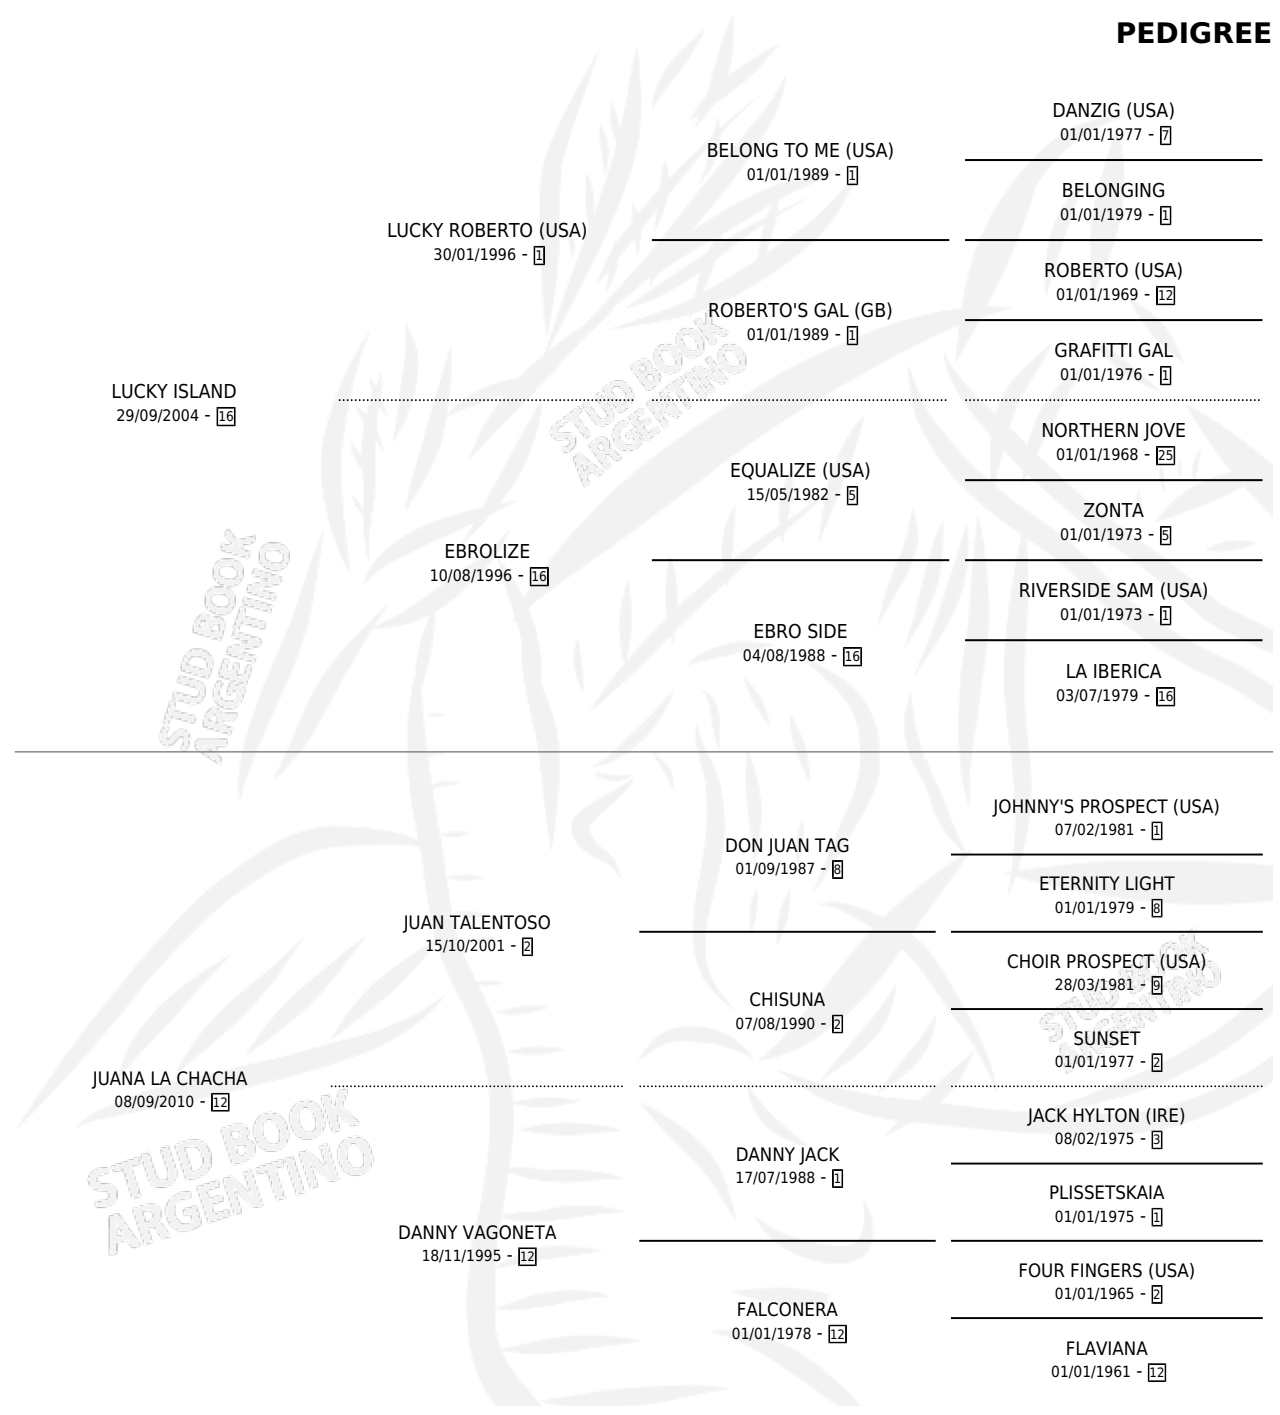 PEDIGREE
DANZIG (USA)
01/01/1977 - 7
BELONG TO ME (USA)
01/01/1989 - 1
BELONGING
01/01/1979 - 1
LUCKY ROBERTO (USA)
30/01/1996 - 1
ROBERTO (USA)
01/01/1969 - 12
ROBERTO'S GAL (GB)
01/01/1989 - 1
GRAFITTI GAL
01/01/1976 - 1
LUCKY ISLAND
29/09/2004 - 16
NORTHERN JOVE
01/01/1968 - 25
EQUALIZE (USA)
15/05/1982 - 5
ZONTA
01/01/1973 - 5
EBROLIZE
10/08/1996 - 16
RIVERSIDE SAM (USA)
01/01/1973 - 1
EBRO SIDE
04/08/1988 - 16
LA IBERICA
03/07/1979 - 16
STUD BOOK
ARGENTINO
STUD BOOK
ARGENTINO
JOHNNY'S PROSPECT (USA)
07/02/1981 - 1
DON JUAN TAG
01/09/1987 - 8
ETERNITY LIGHT
01/01/1979 - 8
JUAN TALENTOSO
15/10/2001 - 2
CHOIR PROSPECT (USA)
28/03/1981 - 9
CHISUNA
07/08/1990 - 2
SUNSET
01/01/1977 - 2
JUANA LA CHACHA
08/09/2010 - 12
JACK HYLTON (IRE)
08/02/1975 - 3
DANNY JACK
17/07/1988 - 1
PLISSETSKAIA
01/01/1975 - 1
DANNY VAGONETA
18/11/1995 - 12
FOUR FINGERS (USA)
01/01/1965 - 2
FALCONERA
01/01/1978 - 12
FLAVIANA
01/01/1961 - 12
STUD BOOK
ARGENTINO
STUD BOOK
ARGENTINO